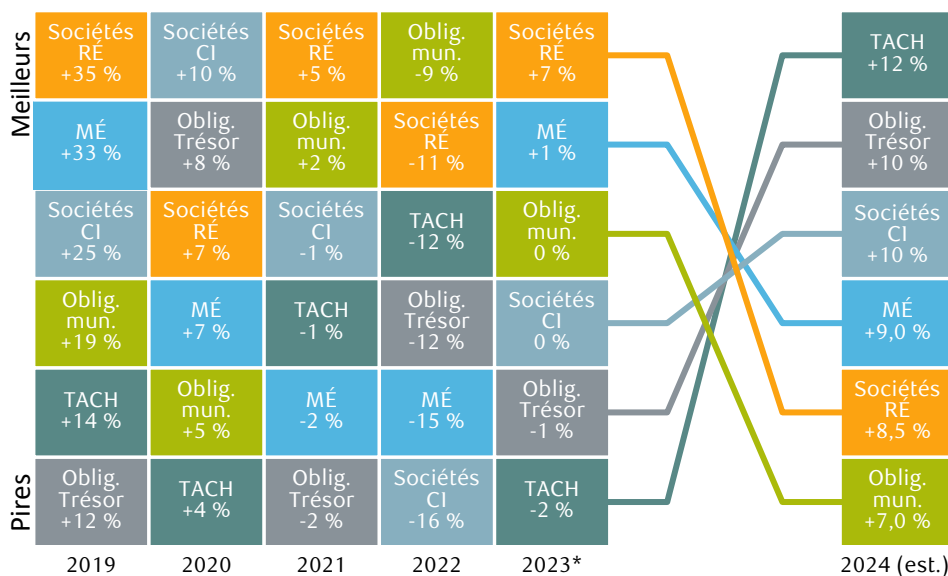 Meilleurs
Pires
Sociétés
RÉ
+35 %
Sociétés
CI
+10 %
Sociétés
RÉ
+5 %
Oblig.
mun.
-9 %
Sociétés
RÉ
+7 %
TACH
+12 %
MÉ
+33 %
Oblig.
Trésor
+8 %
Oblig.
mun.
+2 %
Sociétés
RÉ
-11 %
MÉ
+1 %
Oblig.
Trésor
+10 %
Sociétés
CI
+25 %
Sociétés
RÉ
+7 %
Sociétés
CI
-1 %
TACH
-12 %
Oblig.
mun.
0 %
Sociétés
CI
+10 %
Oblig.
mun.
+19 %
MÉ
+7 %
TACH
-1 %
Oblig.
Trésor
-12 %
Sociétés
CI
0 %
MÉ
+9,0 %
TACH
+14 %
Oblig.
mun.
+5 %
MÉ
-2 %
MÉ
-15 %
Oblig.
Trésor
-1 %
Sociétés
RÉ
+8,5 %
Oblig.
Trésor
+12 %
TACH
+4 %
Oblig.
Trésor
-2 %
Sociétés
CI
-16 %
TACH
-2 %
Oblig.
mun.
+7,0 %
2019
2020
2021
2022
2023*
2024 (est.)